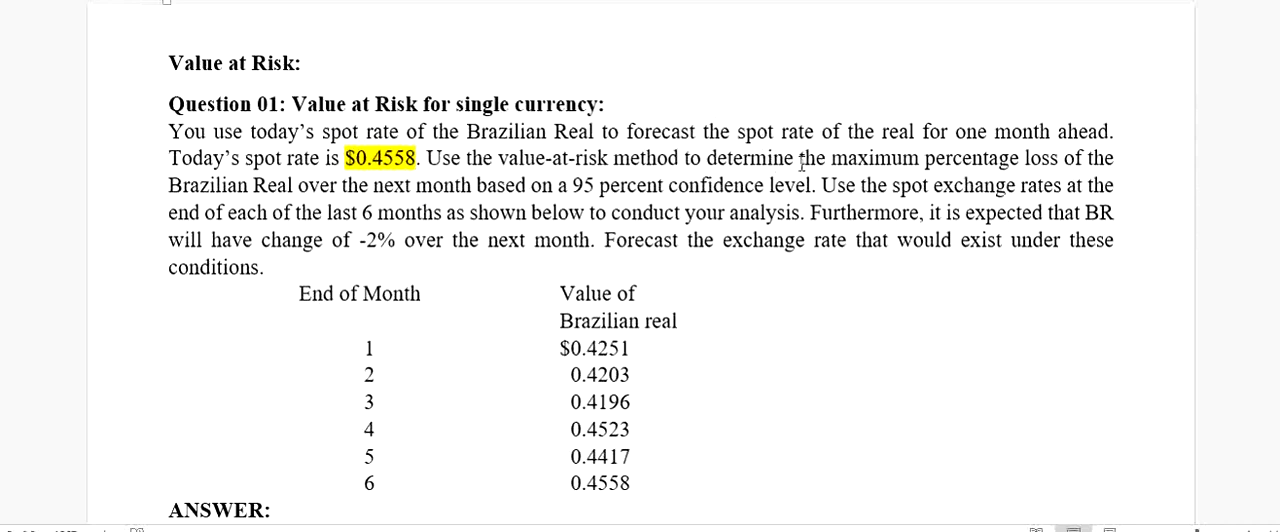 Value at Risk:
Question 01: Value at Risk for single currency:
You use today’s spot rate of the Brazilian Real to forecast the spot rate of the real for one month ahead.
Today’s spot rate is $0.4558. Use the value-at-risk method to determine the maximum percentage loss of the
Brazilian Real over the next month based on a 95 percent confidence level. Use the spot exchange rates at the
end of each of the last 6 months as shown below to conduct your analysis. Furthermore, it is expected that BR
will have change of -2% over the next month. Forecast the exchange rate that would exist under these
conditions.
End of Month Value of
Brazilian real
1 $0.4251
2 0.4203
3 0.4196
4 0.4523
5 0.4417
6 0.4558
ANSWER: